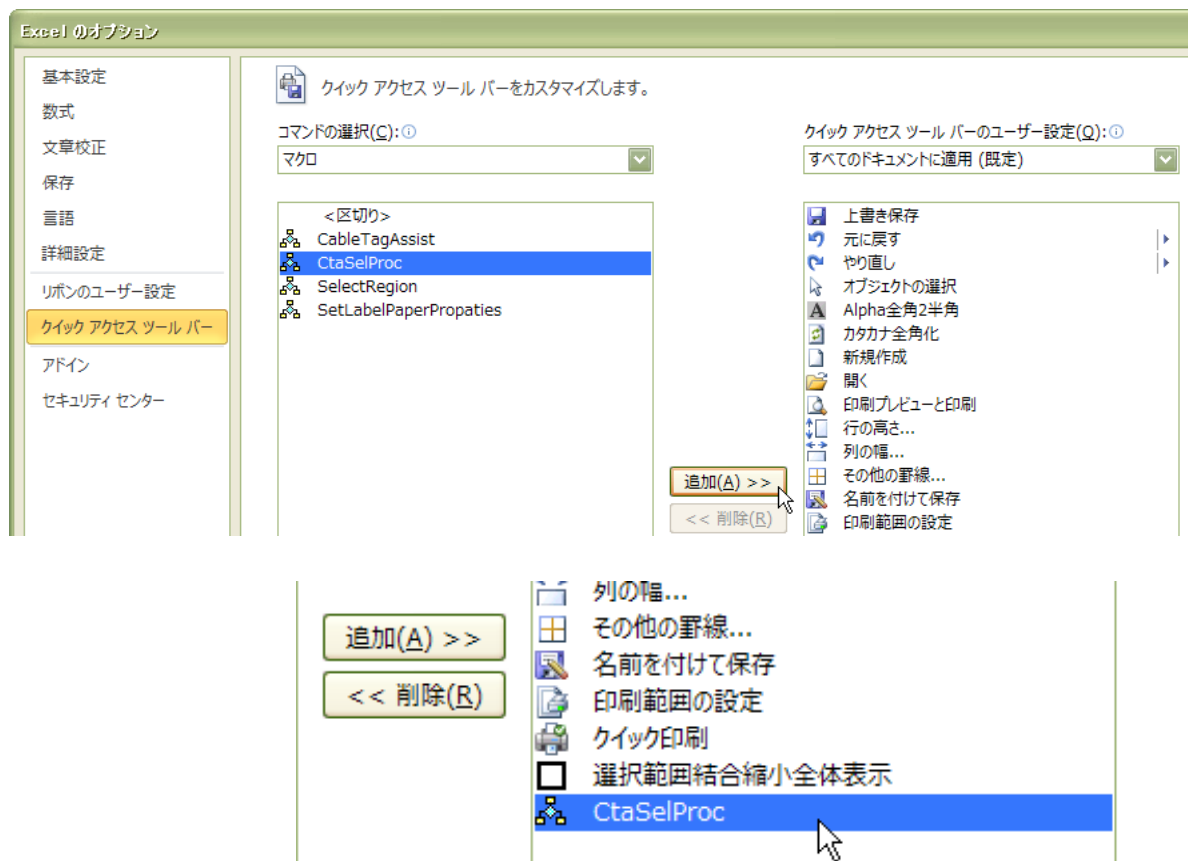 Excel のオプション
基本設定
数式
文章校正
保存
言語
詳細設定
リボンのユーザー設定
クイック アクセス ツール バー
アドイン
セキュリティ センター
クイック アクセス ツール バーをカスタマイズします。
コマンドの選択(C):
マクロ
<区切り>
CableTagAssist
CtaSelProc
SelectRegion
SetLabelPaperPropaties
追加(A) >>
<< 削除(R)
クイック アクセス ツール バーのユーザー設定(Q):
すべてのドキュメントに適用 (既定)
上書き保存
元に戻す
やり直し
オブジェクトの選択
Alpha全角2半角
カタカナ全角化
新規作成
開く
印刷プレビューと印刷
行の高さ...
列の幅...
その他の罫線...
名前を付けて保存
印刷範囲の設定
追加(A) >>
<< 削除(R)
列の幅...
その他の罫線...
名前を付けて保存
印刷範囲の設定
クイック印刷
選択範囲結合縮小全体表示
CtaSelProc